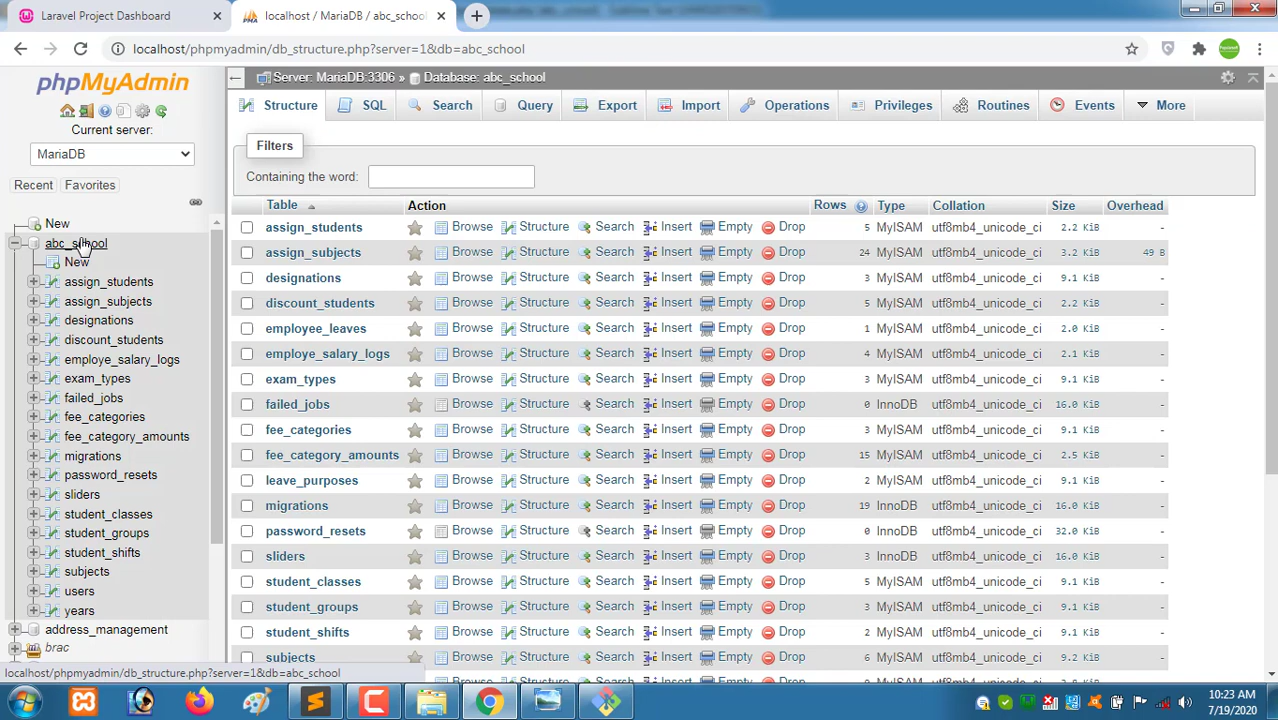 Laravel Project Dashboard
localhost / MariaDB / abc_school
localhost/phpmyadmin/db_structure.php?server=1&db=abc_school
phpMyAdmin
Current server:
MariaDB
Recent Favorites
New
abc_school
New
assign_students
assign_subjects
designations
discount_students
employe_salary_logs
exam_types
failed_jobs
fee_categories
fee_category_amounts
migrations
password_resets
sliders
student_classes
student_groups
student_shifts
subjects
users
years
address_management
brac
Server: MariaDB:3306 » Database: abc_school
Structure SQL Search Query Export Import Operations Privileges Routines Events More
Filters
Containing the word:
Table Action Rows Type Collation Size Overhead
assign_students Browse Structure Search Insert Empty Drop 5 MyISAM utf8mb4_unicode_ci 2.2 KiB -
assign_subjects Browse Structure Search Insert Empty Drop 24 MyISAM utf8mb4_unicode_ci 3.2 KiB 49 B
designations Browse Structure Search Insert Empty Drop 3 MyISAM utf8mb4_unicode_ci 9.1 KiB -
discount_students Browse Structure Search Insert Empty Drop 5 MyISAM utf8mb4_unicode_ci 2.2 KiB -
employee_leaves Browse Structure Search Insert Empty Drop 1 MyISAM utf8mb4_unicode_ci 2.0 KiB -
employe_salary_logs Browse Structure Search Insert Empty Drop 4 MyISAM utf8mb4_unicode_ci 2.1 KiB -
exam_types Browse Structure Search Insert Empty Drop 3 MyISAM utf8mb4_unicode_ci 9.1 KiB -
failed_jobs Browse Structure Search Insert Empty Drop 0 InnoDB utf8mb4_unicode_ci 16.0 KiB -
fee_categories Browse Structure Search Insert Empty Drop 3 MyISAM utf8mb4_unicode_ci 9.1 KiB -
fee_category_amounts Browse Structure Search Insert Empty Drop 15 MyISAM utf8mb4_unicode_ci 2.5 KiB -
leave_purposes Browse Structure Search Insert Empty Drop 2 MyISAM utf8mb4_unicode_ci 9.1 KiB -
migrations Browse Structure Search Insert Empty Drop 19 InnoDB utf8mb4_unicode_ci 16.0 KiB -
password_resets Browse Structure Search Insert Empty Drop 0 InnoDB utf8mb4_unicode_ci 32.0 KiB -
sliders Browse Structure Search Insert Empty Drop 3 InnoDB utf8mb4_unicode_ci 16.0 KiB -
student_classes Browse Structure Search Insert Empty Drop 5 MyISAM utf8mb4_unicode_ci 9.1 KiB -
student_groups Browse Structure Search Insert Empty Drop 3 MyISAM utf8mb4_unicode_ci 9.1 KiB -
student_shifts Browse Structure Search Insert Empty Drop 2 MyISAM utf8mb4_unicode_ci 9.1 KiB -
subjects Browse Structure Search Insert Empty Drop 6 MyISAM utf8mb4_unicode_ci 9.2 KiB -
localhost/phpmyadmin/db_structure.php?server=1&db=abc_school
10:23 AM
7/19/2020